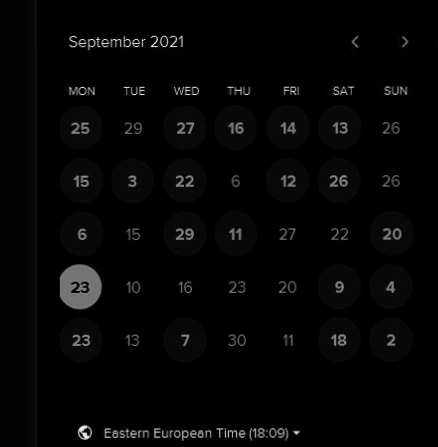 September 2021
MON TUE WED THU FRI SAT SUN
25 29 27 16 14 13 26
15 3 22 6 12 26 26
6 15 29 11 27 22 20
23 10 16 23 20 9 4
23 13 7 30 11 18 2
Eastern European Time (18:09)